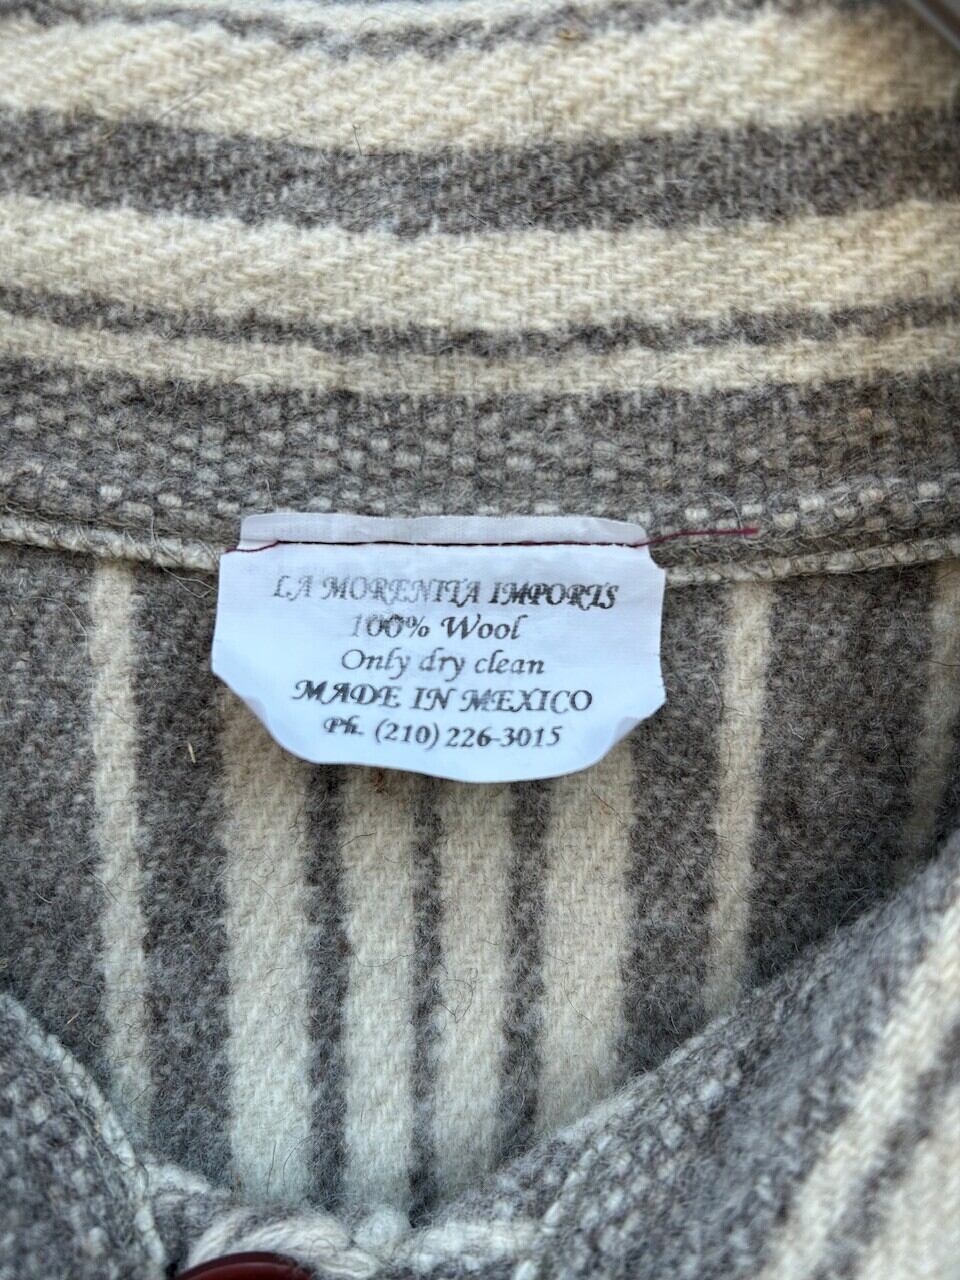 LA MORENITA IMPORTS
100% Wool
Only dry clean
MADE IN MEXICO
Ph. (210) 226-3015